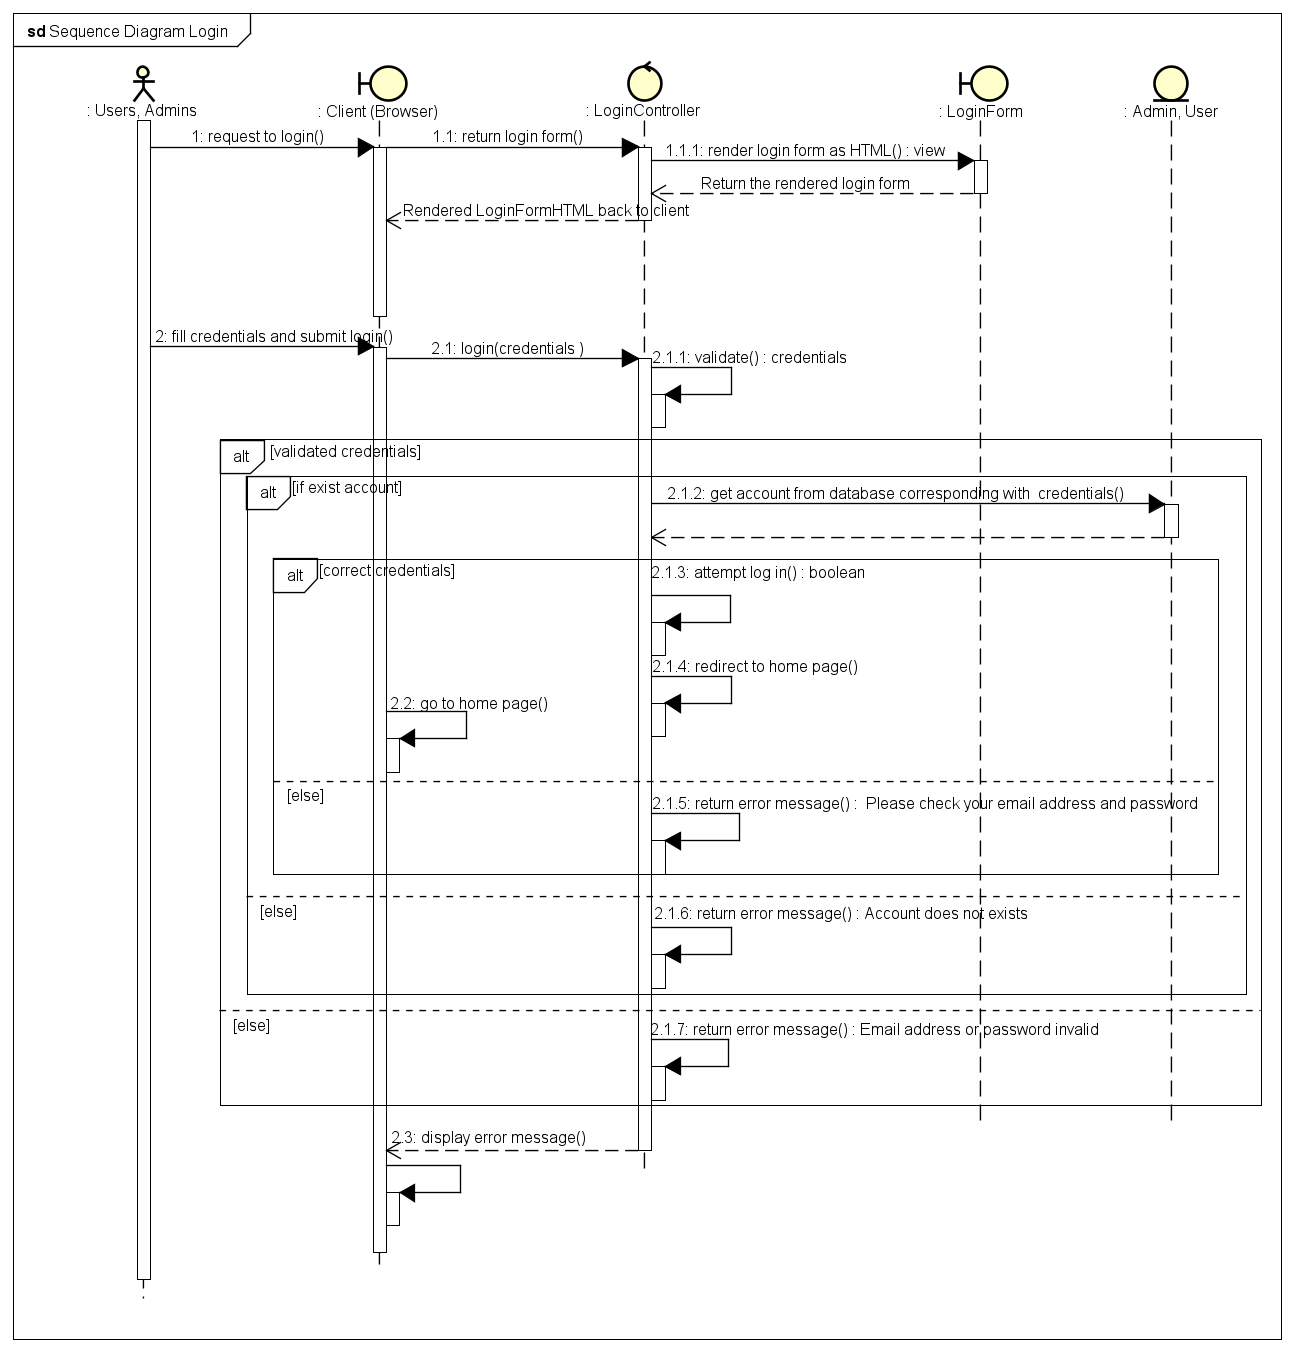 sd Sequence Diagram Login
: Users, Admins
: Client (Browser)
: LoginController
: LoginForm
: Admin, User
1: request to login()
1.1: return login form()
1.1.1: render login form as HTML() : view
Return the rendered login form
Rendered LoginFormHTML back to client
2: fill credentials and submit login()
2.1: login(credentials )
2.1.1: validate() : credentials
alt
[validated credentials]
alt
[if exist account]
2.1.2: get account from database corresponding with  credentials()
alt
[correct credentials]
2.1.3: attempt log in() : boolean
2.1.4: redirect to home page()
2.2: go to home page()
[else]
2.1.5: return error message() :  Please check your email address and password
[else]
2.1.6: return error message() : Account does not exists
[else]
2.1.7: return error message() : Email address or password invalid
2.3: display error message()